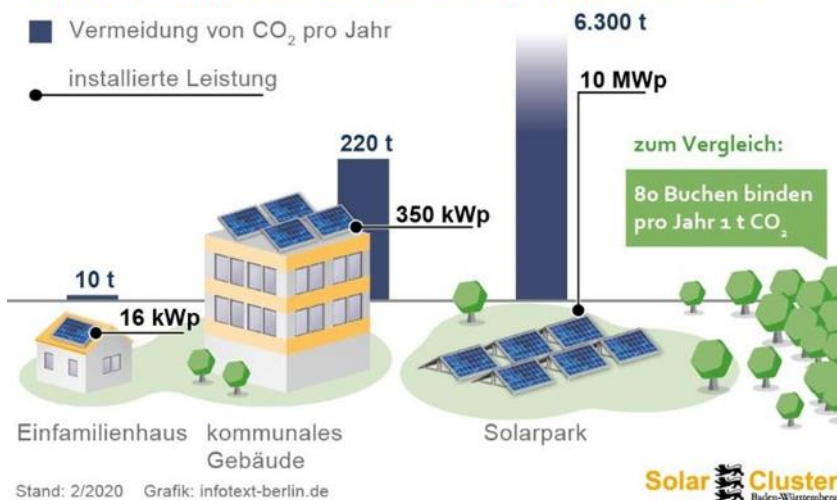 Vermeidung von CO₂ pro Jahr
installierte Leistung
6.300 t
10 MWp
220 t
350 kWp
zum Vergleich:
80 Buchen binden
pro Jahr 1 t CO₂
10 t
16 kWp
Einfamilienhaus
kommunales
Gebäude
Solarpark
Stand: 2/2020 Grafik: infotext-berlin.de
Solar Cluster
Baden-Württemberg